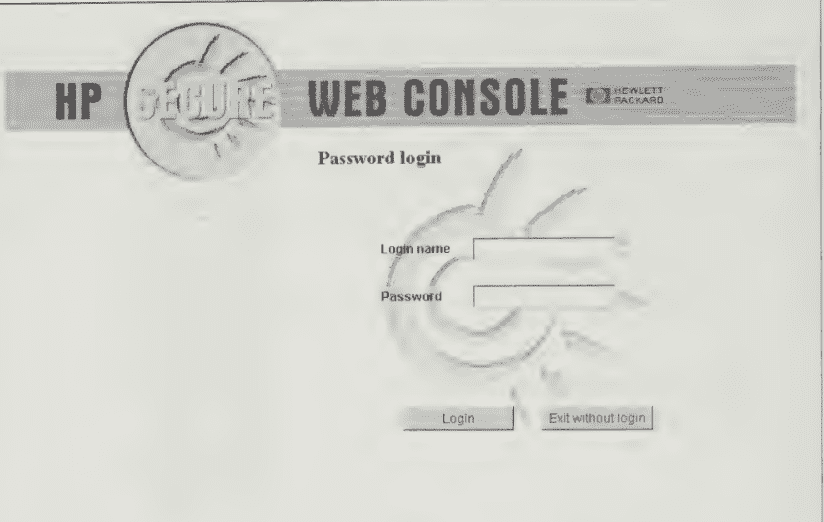 HP SECURE WEB CONSOLE HEWLETT PACKARD
Password login
Login name
Password
Login
Exit without login